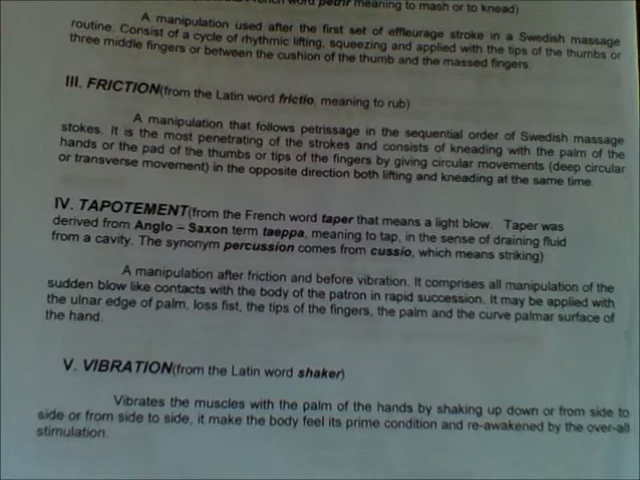 French word petrir meaning to mash or to knead)
A manipulation used after the first set of effleurage stroke in a Swedish massage
routine. Consist of a cycle of rhythmic lifting, squeezing and applied with the tips of the thumbs or
three middle fingers or between the cushion of the thumb and the massed fingers.
III. FRICTION(from the Latin word frictio, meaning to rub)
A manipulation that follows petrissage in the sequential order of Swedish massage
stokes. It is the most penetrating of the strokes and consists of kneading with the palm of the
hands or the pad of the thumbs or tips of the fingers by giving circular movements (deep circular
or transverse movement) in the opposite direction both lifting and kneading at the same time.
IV. TAPOTEMENT(from the French word taper that means a light blow. Taper was
derived from Anglo – Saxon term taeppa, meaning to tap, in the sense of draining fluid
from a cavity. The synonym percussion comes from cussio, which means striking)
A manipulation after friction and before vibration. It comprises all manipulation of the
sudden blow like contacts with the body of the patron in rapid succession. It may be applied with
the ulnar edge of palm, loss fist, the tips of the fingers, the palm and the curve palmar surface of
the hand.
V. VIBRATION(from the Latin word shaker)
Vibrates the muscles with the palm of the hands by shaking up down or from side to
side or from side to side, it make the body feel its prime condition and re-awakened by the over-all
stimulation.